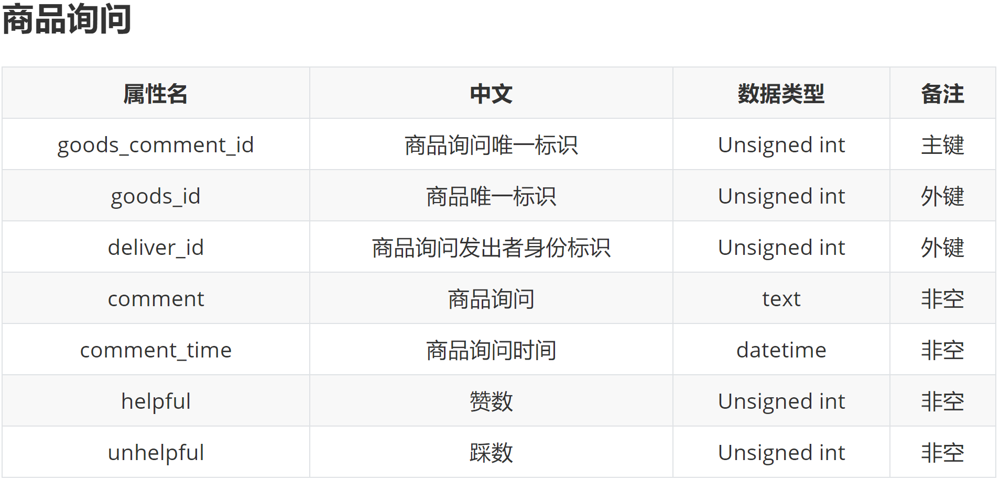 商品询问
属性名 中文 数据类型 备注
goods_comment_id 商品询问唯一标识 Unsigned int 主键
goods_id 商品唯一标识 Unsigned int 外键
deliver_id 商品询问发出者身份标识 Unsigned int 外键
comment 商品询问 text 非空
comment_time 商品询问时间 datetime 非空
helpful 赞数 Unsigned int 非空
unhelpful 踩数 Unsigned int 非空